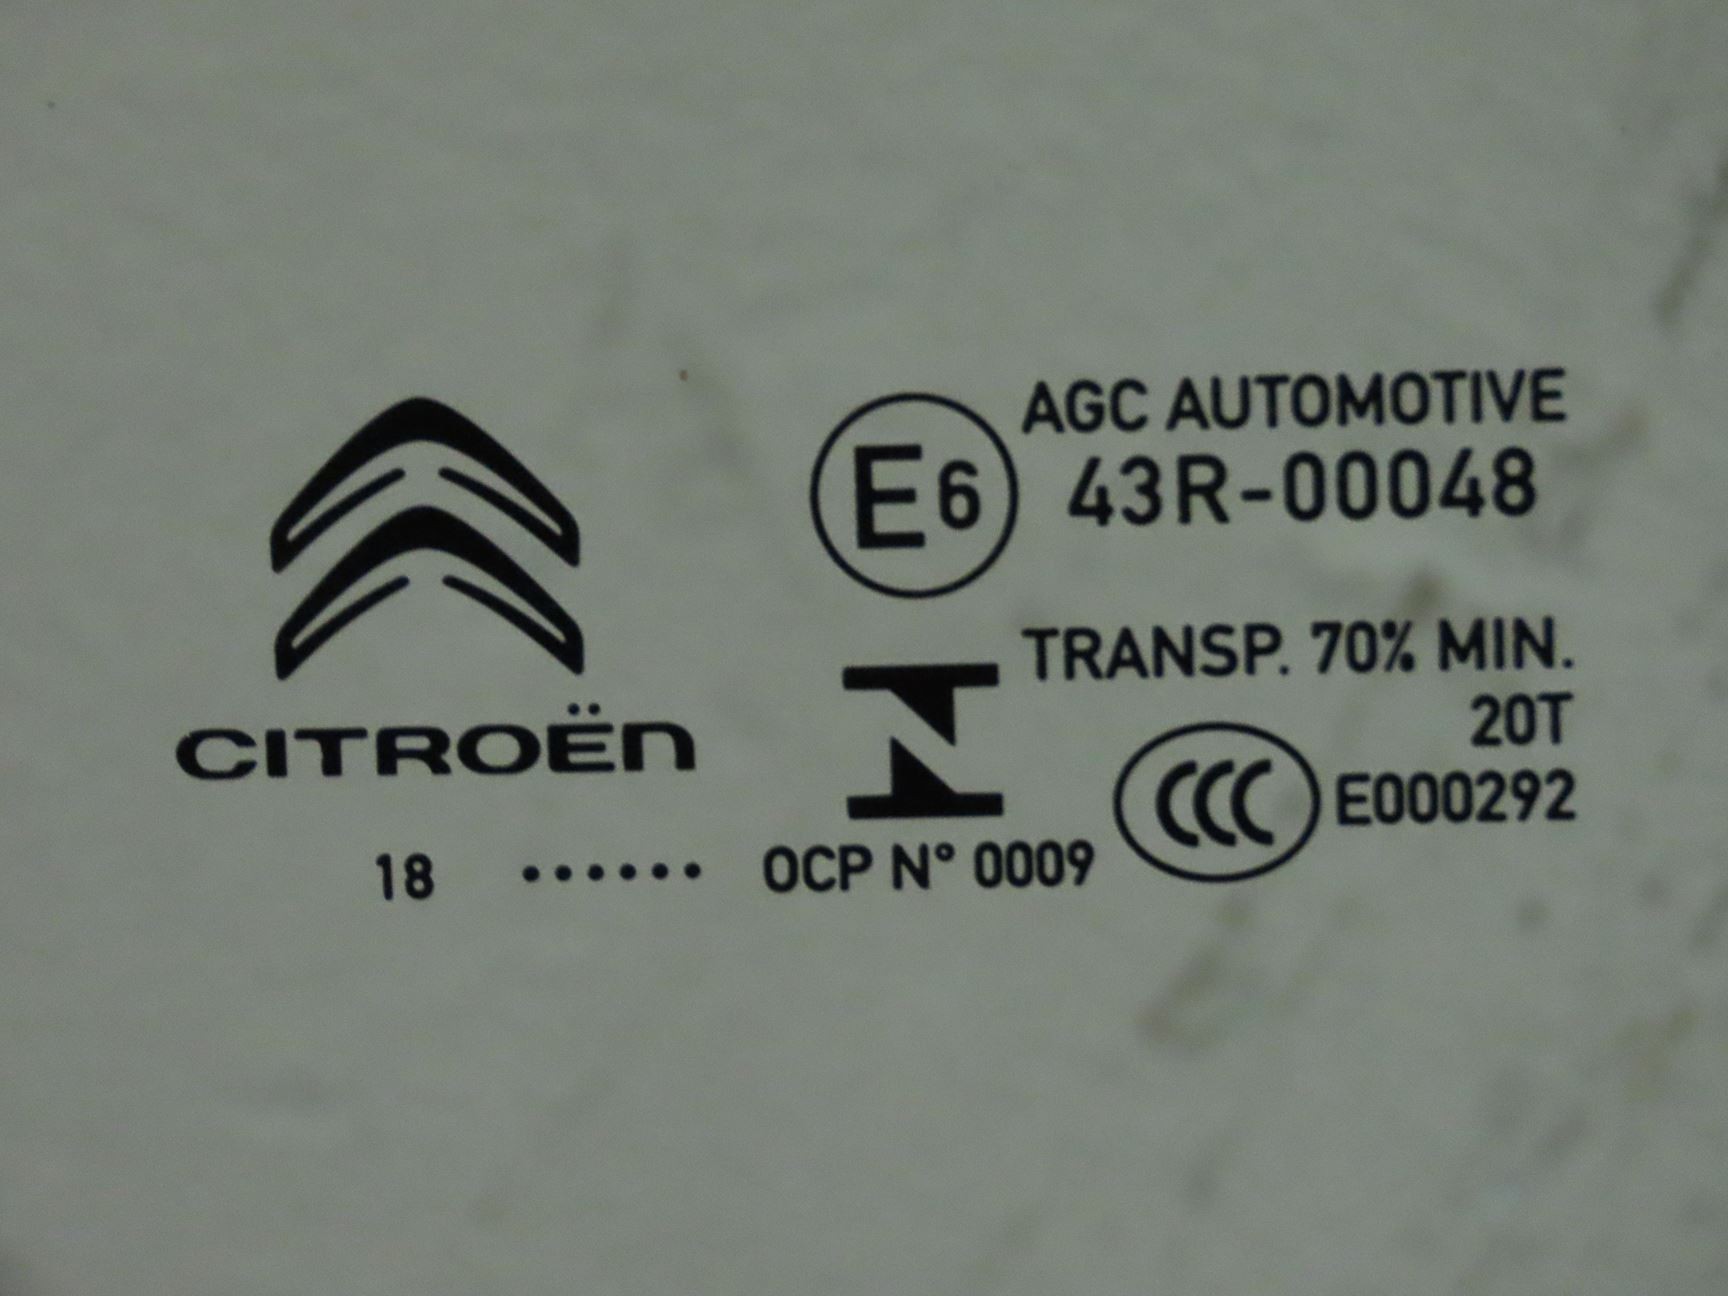 CITROËN
18 ······
E6
AGC AUTOMOTIVE
43R-00048
TRANSP. 70% MIN.
20T
CCC E000292
OCP N° 0009